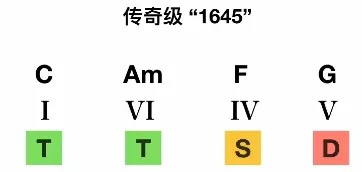 传奇级 “1645”
C Am F G
I VI IV V
T T S D